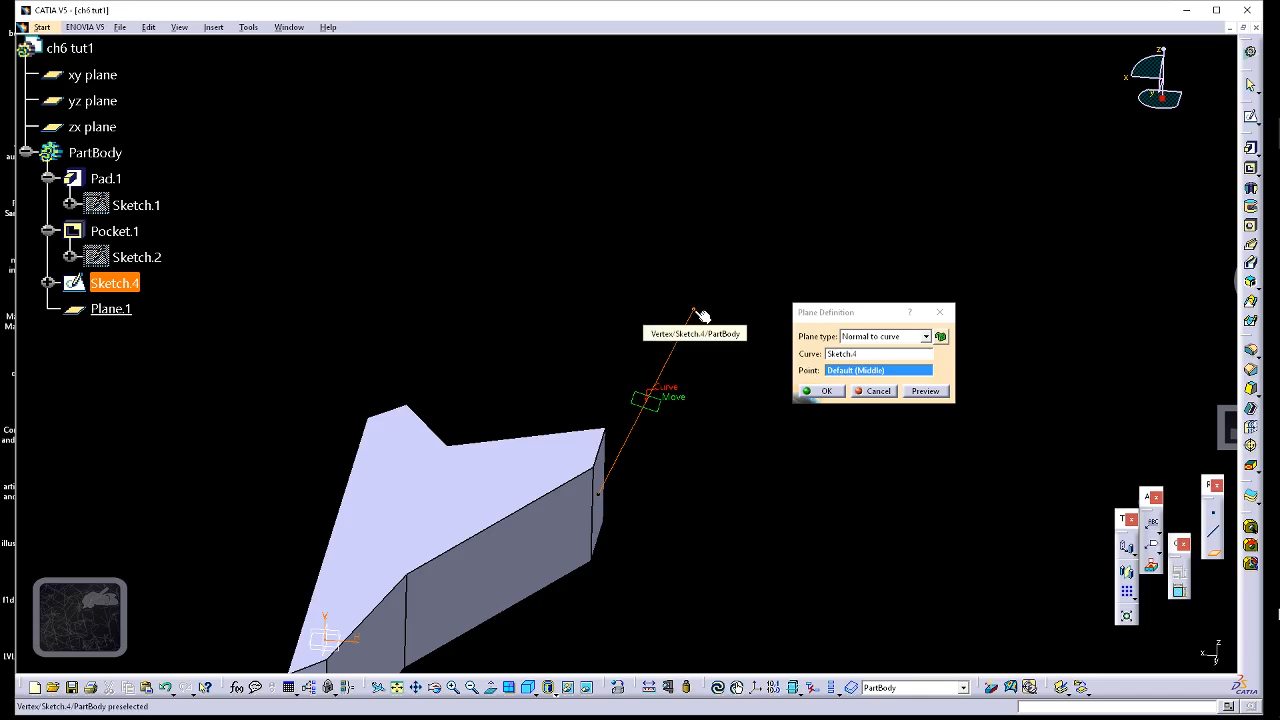 CATIA V5 - [ch6 tut1]
Start ENOVIA V5 File Edit View Insert Tools Window Help
ch6 tut1
xy plane
yz plane
zx plane
PartBody
Pad.1
Sketch.1
Pocket.1
Sketch.2
Sketch.4
Plane.1
z
x
y
Vertex/Sketch.4/PartBody
Curve
Move
Plane Definition ?
Plane type: Normal to curve
Curve: Sketch.4
Point: Default (Middle)
OK Cancel Preview
R
A
T
ABC
Y
z
x
f(x)
10.0
PartBody
Vertex/Sketch.4/PartBody preselected